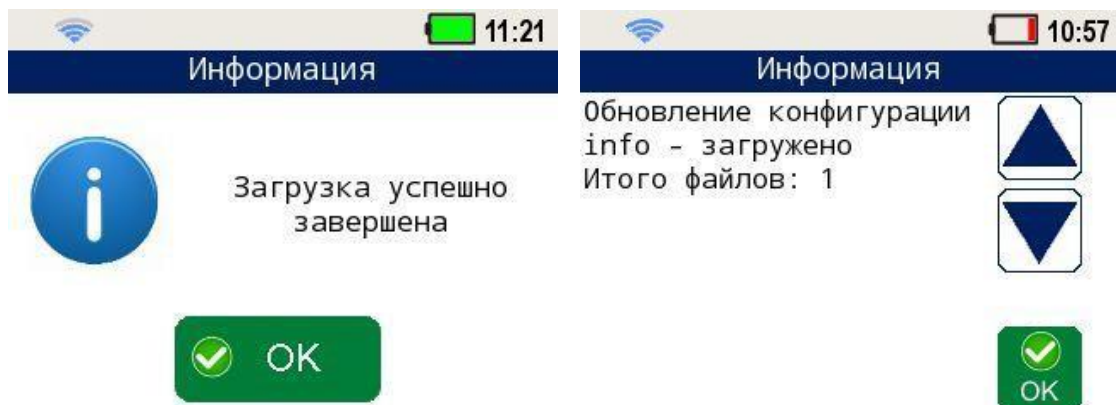 11:21
Информация
Загрузка успешно
завершена
OK
10:57
Информация
Обновление конфигурации
info - загружено
Итого файлов: 1
OK